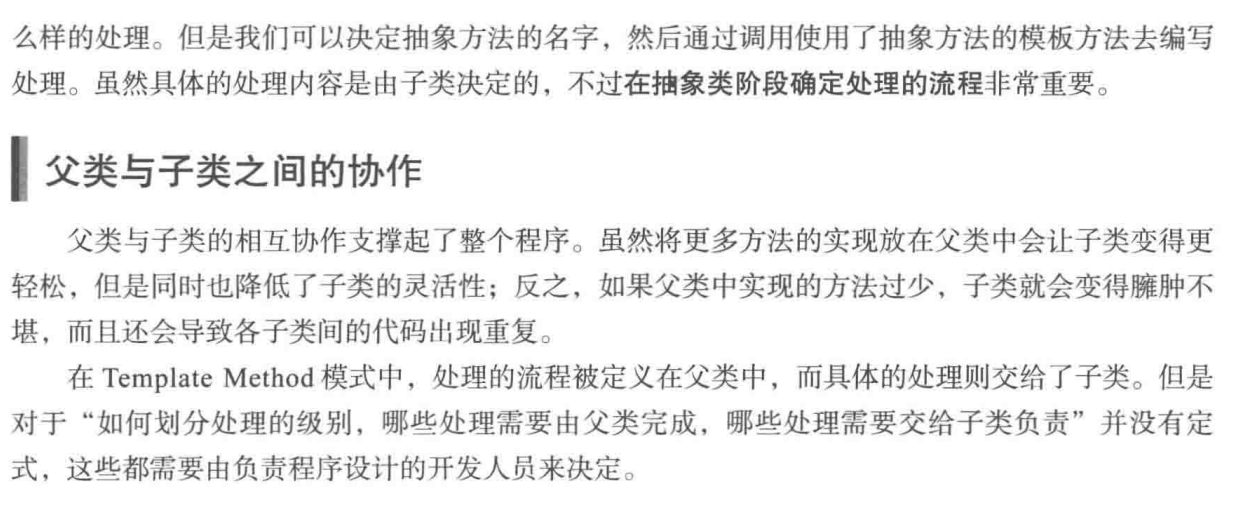 么样的处理。但是我们可以决定抽象方法的名字，然后通过调用使用了抽象方法的模板方法去编写
处理。虽然具体的处理内容是由子类决定的，不过在抽象类阶段确定处理的流程非常重要。
父类与子类之间的协作
父类与子类的相互协作支撑起了整个程序。虽然将更多方法的实现放在父类中会让子类变得更
轻松，但是同时也降低了子类的灵活性；反之，如果父类中实现的方法过少，子类就会变得臃肿不
堪，而且还会导致各子类间的代码出现重复。
在 Template Method 模式中，处理的流程被定义在父类中，而具体的处理则交给了子类。但是
对于“如何划分处理的级别，哪些处理需要由父类完成，哪些处理需要交给子类负责”并没有定
式，这些都需要由负责程序设计的开发人员来决定。